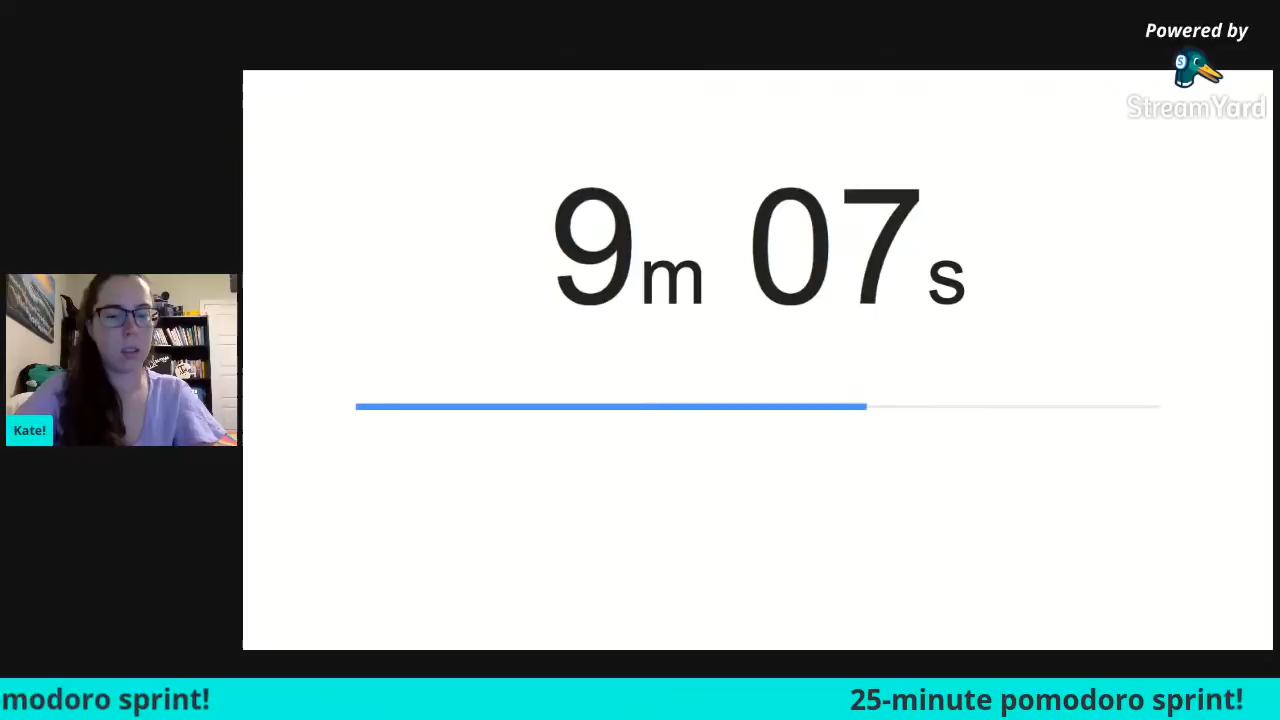 Powered by
StreamYard
9m 07s
Kate!
modoro sprint!
25-minute pomodoro sprint!